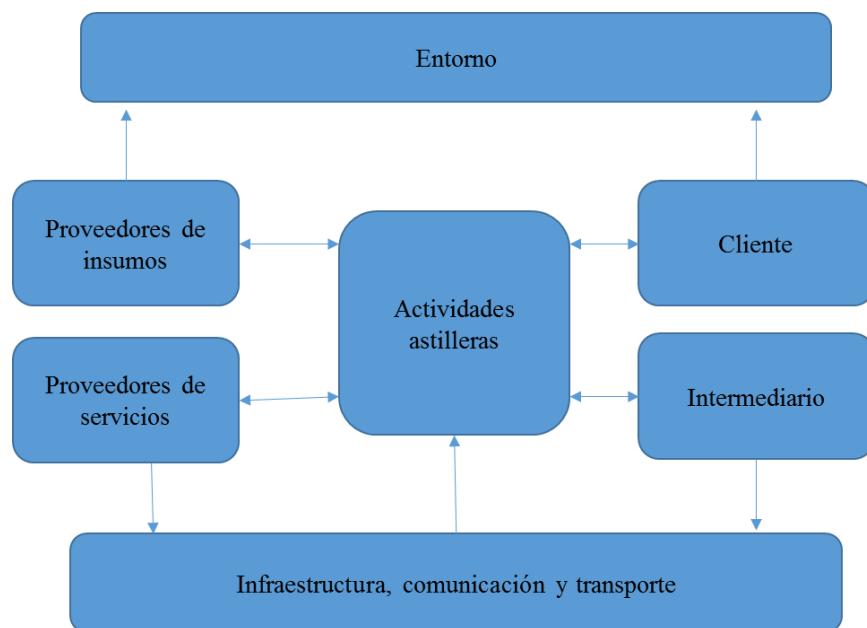 Entorno
Proveedores de
insumos
Cliente
Actividades
astilleras
Proveedores de
servicios
Intermediario
Infraestructura, comunicación y transporte